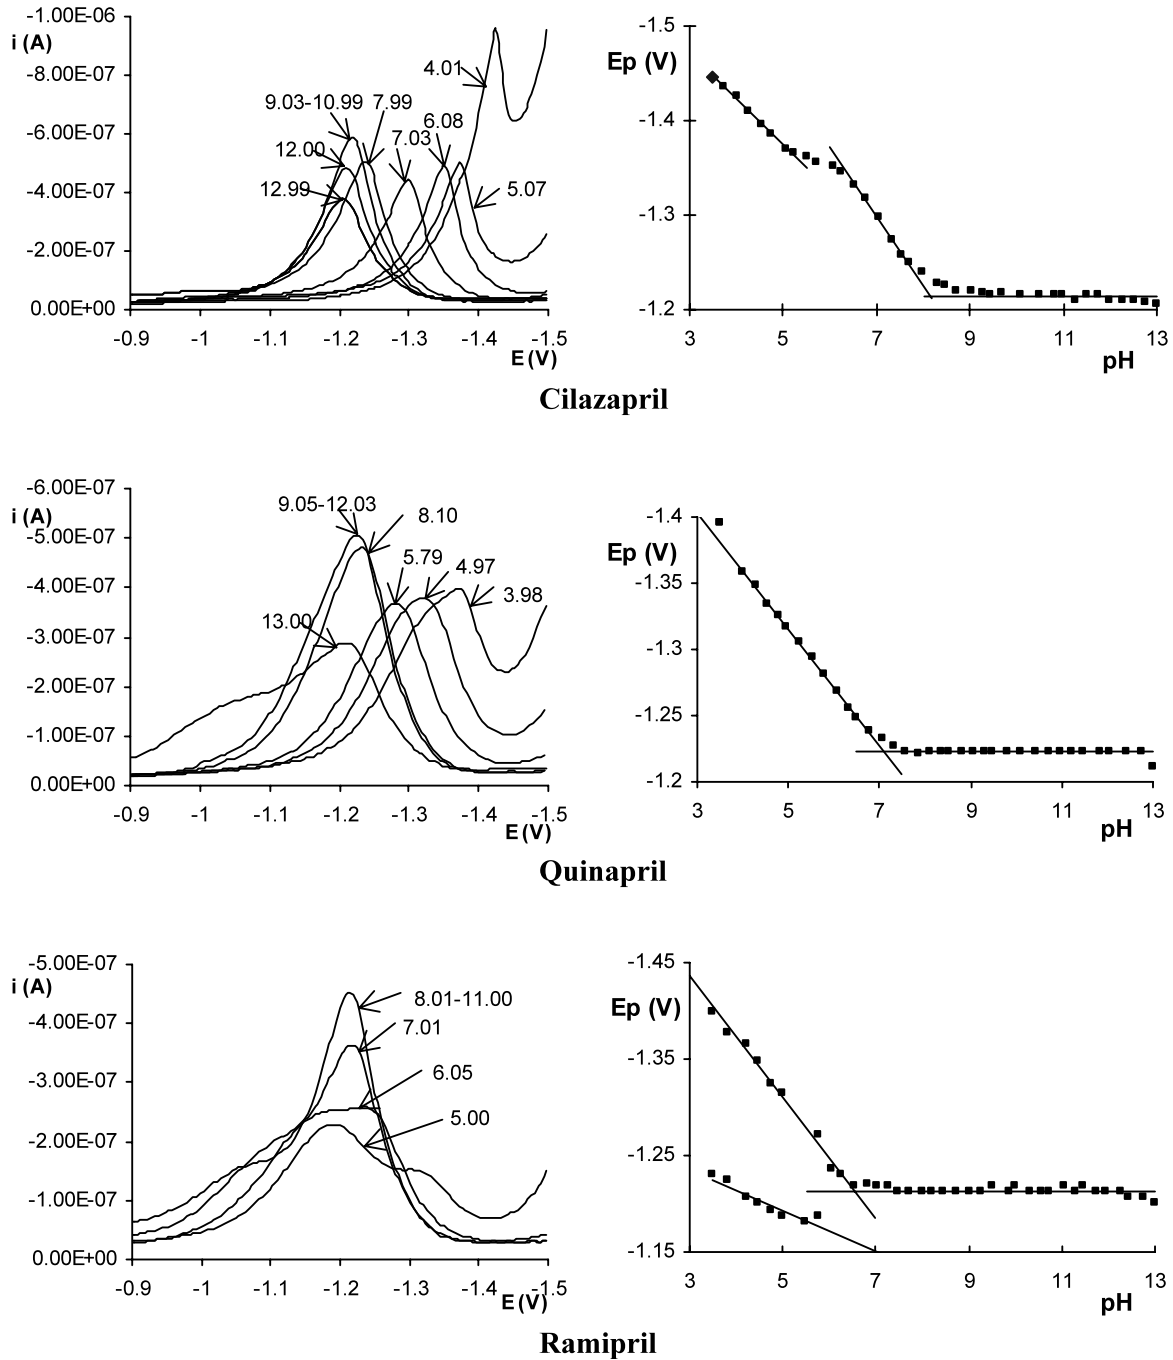 -1.00E-06
i (A)
-8.00E-07
-6.00E-07
-4.00E-07
-2.00E-07
0.00E+00
4.01
9.03-10.99
7.99
6.08
7.03
12.00
12.99
5.07
-0.9 -1 -1.1 -1.2 -1.3 -1.4 -1.5
E (V)
-1.5
Ep (V)
-1.4
-1.3
-1.2
3 5 7 9 11 13
pH
Cilazapril
-6.00E-07
i (A)
-5.00E-07
-4.00E-07
-3.00E-07
-2.00E-07
-1.00E-07
0.00E+00
9.05-12.03
8.10
5.79
4.97
3.98
13.00
-0.9 -1 -1.1 -1.2 -1.3 -1.4 -1.5
E (V)
-1.4
Ep (V)
-1.35
-1.3
-1.25
-1.2
3 5 7 9 11 13
pH
Quinapril
-5.00E-07
i (A)
-4.00E-07
-3.00E-07
-2.00E-07
-1.00E-07
0.00E+00
8.01-11.00
7.01
6.05
5.00
-0.9 -1 -1.1 -1.2 -1.3 -1.4 -1.5
E (V)
-1.45
Ep (V)
-1.35
-1.25
-1.15
3 5 7 9 11 13
pH
Ramipril